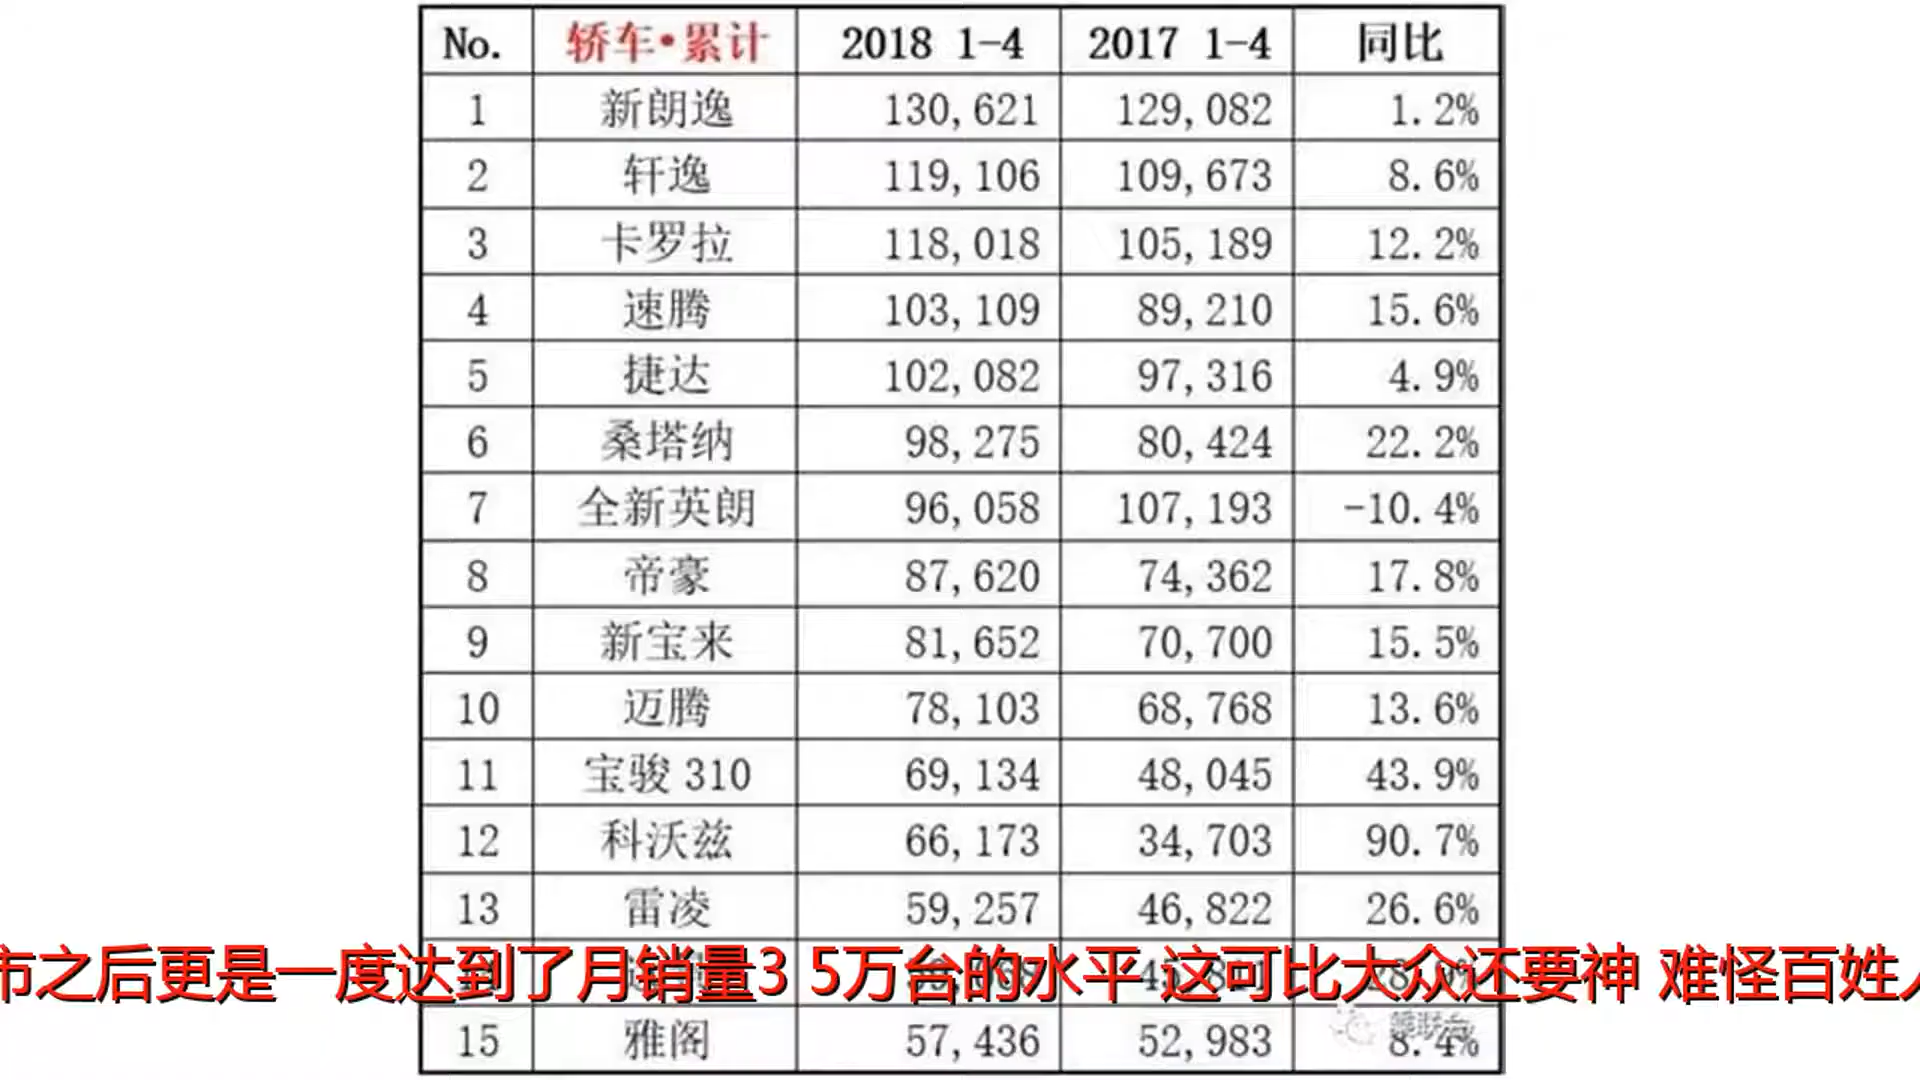 No. 轿车•累计 2018 1-4 2017 1-4 同比
1 新朗逸 130,621 129,082 1.2%
2 轩逸 119,106 109,673 8.6%
3 卡罗拉 118,018 105,189 12.2%
4 速腾 103,109 89,210 15.6%
5 捷达 102,082 97,316 4.9%
6 桑塔纳 98,275 80,424 22.2%
7 全新英朗 96,058 107,193 -10.4%
8 帝豪 87,620 74,362 17.8%
9 新宝来 81,652 70,700 15.5%
10 迈腾 78,103 68,768 13.6%
11 宝骏310 69,134 48,045 43.9%
12 科沃兹 66,173 34,703 90.7%
13 雷凌 59,257 46,822 26.6%
市之后更是一度达到了月销量3 5万台的水平 这可比大众还要神 难怪百姓
15 雅阁 57,436 52,983 8.4%